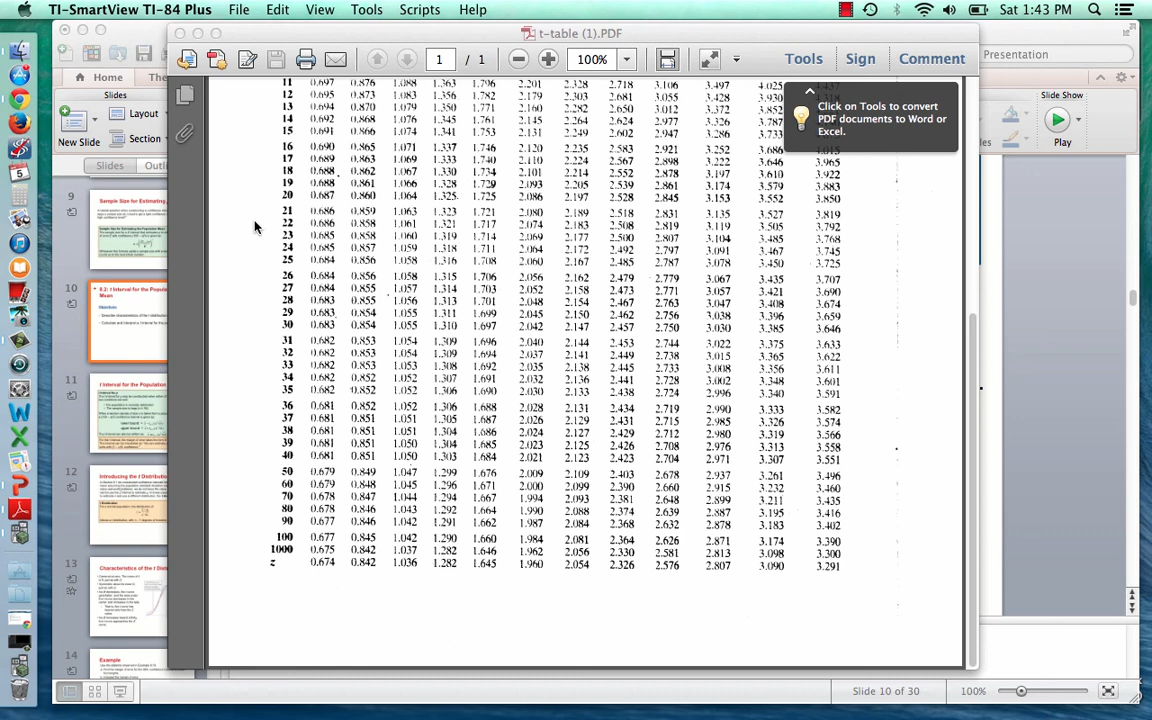 TI-SmartView TI-84 Plus File Edit View Tools Scripts Help Sat 1:43 PM
t-table (1).PDF
Presentation
1 / 1 100% Tools Sign Comment
Home
Slides
New Slide
Layout
Section
Slides
Slide Show
Play
Click on Tools to convert
PDF documents to Word or
Excel.
11 0.697 0.876 1.088 1.363 1.796 2.201 2.328 2.718 3.106 3.497 4.025
12 0.695 0.873 1.083 1.356 1.782 2.179 2.303 2.681 3.055 3.428 3.930
13 0.694 0.870 1.079 1.350 1.771 2.160 2.282 2.650 3.012 3.372 3.852
14 0.692 0.868 1.076 1.345 1.761 2.145 2.264 2.624 2.977 3.326 3.787
15 0.691 0.866 1.074 1.341 1.753 2.131 2.249 2.602 2.947 3.286 3.733
16 0.690 0.865 1.071 1.337 1.746 2.120 2.235 2.583 2.921 3.252 3.686 4.015
17 0.689 0.863 1.069 1.333 1.740 2.110 2.224 2.567 2.898 3.222 3.646 3.965
18 0.688 0.862 1.067 1.330 1.734 2.101 2.214 2.552 2.878 3.197 3.610 3.922
19 0.688 0.861 1.066 1.328 1.729 2.093 2.205 2.539 2.861 3.174 3.579 3.883
20 0.687 0.860 1.064 1.325 1.725 2.086 2.197 2.528 2.845 3.153 3.552 3.850
21 0.686 0.859 1.063 1.323 1.721 2.080 2.189 2.518 2.831 3.135 3.527 3.819
22 0.686 0.858 1.061 1.321 1.717 2.074 2.183 2.508 2.819 3.119 3.505 3.792
23 0.685 0.858 1.060 1.319 1.714 2.069 2.177 2.500 2.807 3.104 3.485 3.768
24 0.685 0.857 1.059 1.318 1.711 2.064 2.172 2.492 2.797 3.091 3.467 3.745
25 0.684 0.856 1.058 1.316 1.708 2.060 2.167 2.485 2.787 3.078 3.450 3.725
26 0.684 0.856 1.058 1.315 1.706 2.056 2.162 2.479 2.779 3.067 3.435 3.707
27 0.684 0.855 1.057 1.314 1.703 2.052 2.158 2.473 2.771 3.057 3.421 3.690
28 0.683 0.855 1.056 1.313 1.701 2.048 2.154 2.467 2.763 3.047 3.408 3.674
29 0.683 0.854 1.055 1.311 1.699 2.045 2.150 2.462 2.756 3.038 3.396 3.659
30 0.683 0.854 1.055 1.310 1.697 2.042 2.147 2.457 2.750 3.030 3.385 3.646
31 0.682 0.853 1.054 1.309 1.696 2.040 2.144 2.453 2.744 3.022 3.375 3.633
32 0.682 0.853 1.054 1.309 1.694 2.037 2.141 2.449 2.738 3.015 3.365 3.622
33 0.682 0.853 1.053 1.308 1.692 2.035 2.138 2.445 2.733 3.008 3.356 3.611
34 0.682 0.852 1.052 1.307 1.691 2.032 2.136 2.441 2.728 3.002 3.348 3.601
35 0.682 0.852 1.052 1.306 1.690 2.030 2.133 2.438 2.724 2.996 3.340 3.591
36 0.681 0.852 1.052 1.306 1.688 2.028 2.131 2.434 2.719 2.990 3.333 3.582
37 0.681 0.851 1.051 1.305 1.687 2.026 2.129 2.431 2.715 2.985 3.326 3.574
38 0.681 0.851 1.051 1.304 1.686 2.024 2.127 2.429 2.712 2.980 3.319 3.566
39 0.681 0.851 1.050 1.304 1.685 2.023 2.125 2.426 2.708 2.976 3.313 3.558
40 0.681 0.851 1.050 1.303 1.684 2.021 2.123 2.423 2.704 2.971 3.307 3.551
50 0.679 0.849 1.047 1.299 1.676 2.009 2.109 2.403 2.678 2.937 3.261 3.496
60 0.679 0.848 1.045 1.296 1.671 2.000 2.099 2.390 2.660 2.915 3.232 3.460
70 0.678 0.847 1.044 1.294 1.667 1.994 2.093 2.381 2.648 2.899 3.211 3.435
80 0.678 0.846 1.043 1.292 1.664 1.990 2.088 2.374 2.639 2.887 3.195 3.416
90 0.677 0.846 1.042 1.291 1.662 1.987 2.084 2.368 2.632 2.878 3.183 3.402
100 0.677 0.845 1.042 1.290 1.660 1.984 2.081 2.364 2.626 2.871 3.174 3.390
1000 0.675 0.842 1.037 1.282 1.646 1.962 2.056 2.330 2.581 2.813 3.098 3.300
z 0.674 0.842 1.036 1.282 1.645 1.960 2.054 2.326 2.576 2.807 3.090 3.291
9
Sample Size for Estimating
10
8.2: t Interval for the Population
Mean
11
t Interval for the Population
12
Introducing the t Distribution
13
Characteristics of the t
14
Example
Slide 10 of 30 100%